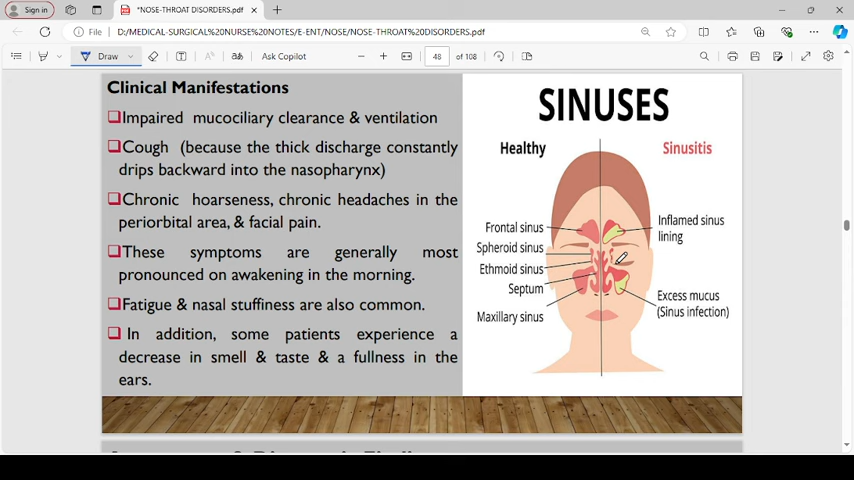 Sign in
*NOSE-THROAT DISORDERS.pdf
File
D:/MEDICAL-SURGICAL%20NURSE%20NOTES/E-ENT/NOSE/NOSE-THROAT%20DISORDERS.pdf
Draw
Ask Copilot
48 of 108
Clinical Manifestations
Impaired mucociliary clearance & ventilation
Cough (because the thick discharge constantly
drips backward into the nasopharynx)
Chronic hoarseness, chronic headaches in the
periorbital area, & facial pain.
These symptoms are generally most
pronounced on awakening in the morning.
Fatigue & nasal stuffiness are also common.
In addition, some patients experience a
decrease in smell & taste & a fullness in the
ears.
SINUSES
Healthy
Sinusitis
Frontal sinus
Spheroid sinus
Ethmoid sinus
Septum
Maxillary sinus
Inflamed sinus
lining
Excess mucus
(Sinus infection)